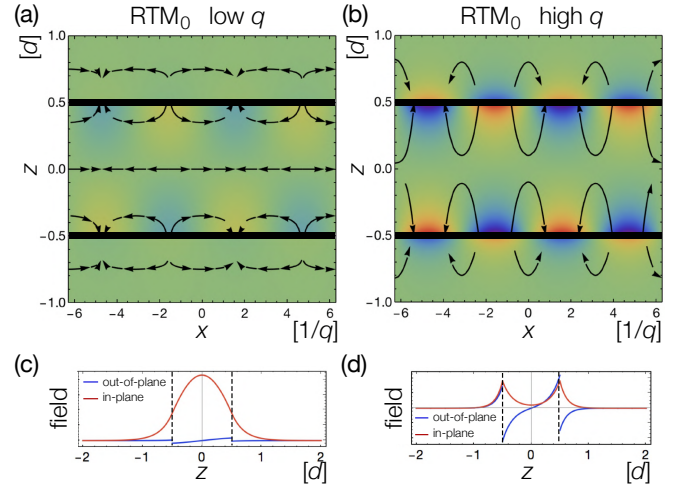 (a) RTM0 low q
[d]
1.0
0.5
z 0.0
−0.5
−1.0
−6 −4 −2 0 2 4 6
x [1/q]
(b) RTM0 high q
[d]
1.0
0.5
z 0.0
−0.5
−1.0
−6 −4 −2 0 2 4 6
x [1/q]
(c)
field
out-of-plane
in-plane
−2 −1 0 1 2
z [d]
(d)
field
out-of-plane
in-plane
−2 −1 0 1 2
z [d]